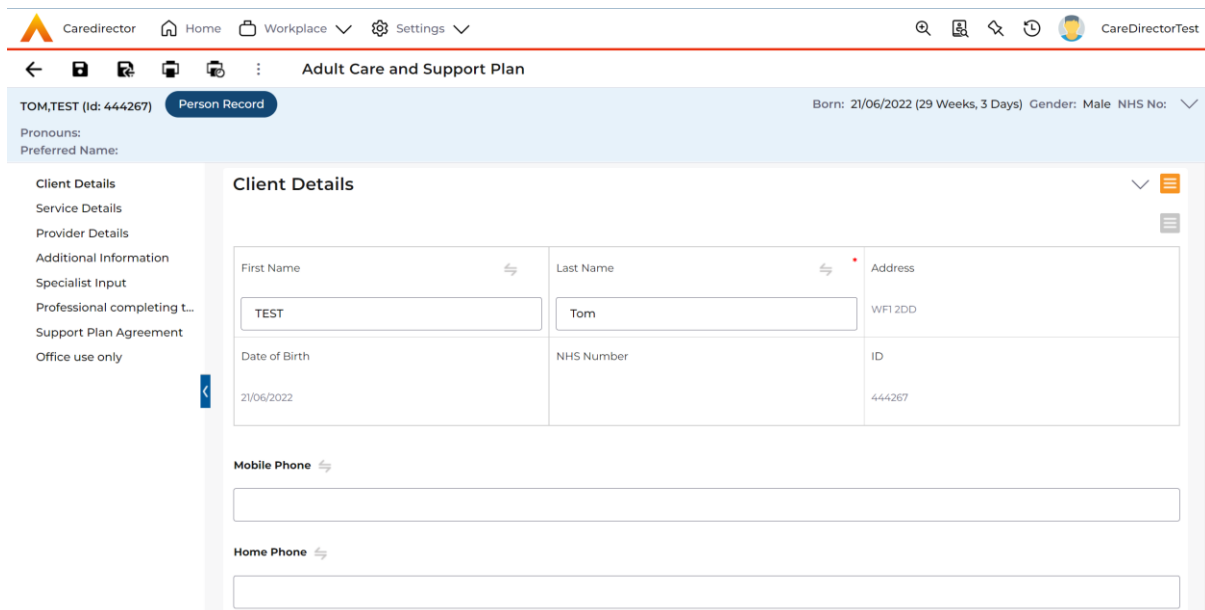 Caredirector Home Workplace Settings CareDirectorTest
Adult Care and Support Plan
TOM,TEST (Id: 444267) Person Record Born: 21/06/2022 (29 Weeks, 3 Days) Gender: Male NHS No:
Pronouns:
Preferred Name:
Client Details
Service Details
Provider Details
Additional Information
Specialist Input
Professional completing t...
Support Plan Agreement
Office use only
Client Details
First Name Last Name * Address
TEST Tom WF1 2DD
Date of Birth NHS Number ID
21/06/2022 444267
Mobile Phone
Home Phone